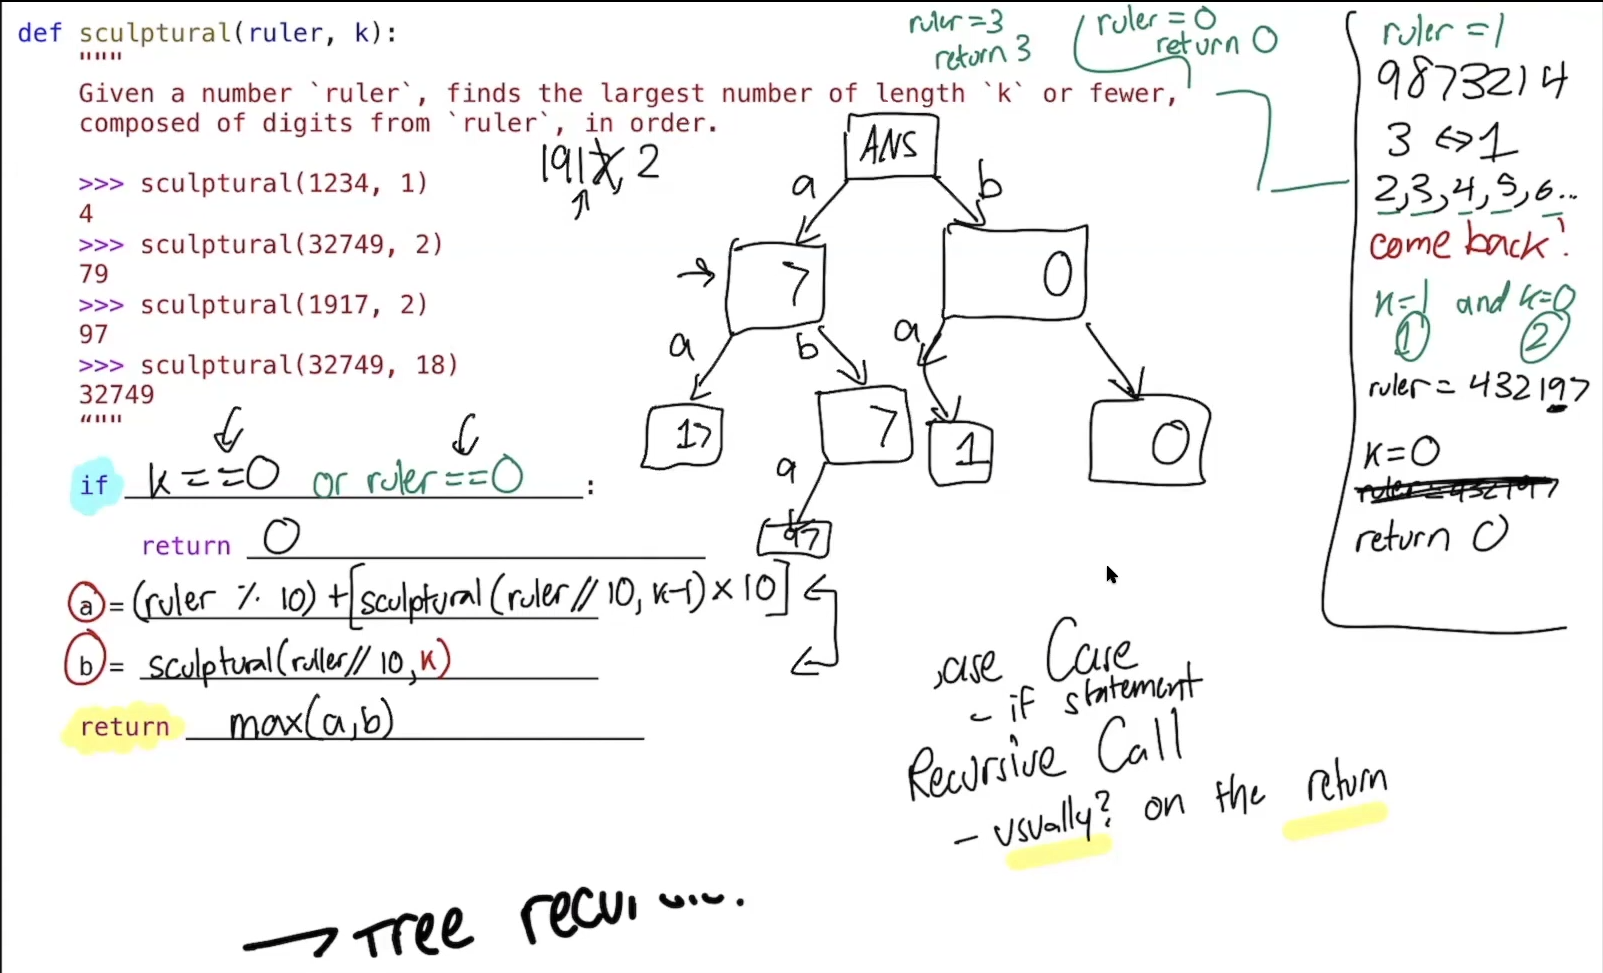 def sculptural(ruler, k):
"""
Given a number `ruler`, finds the largest number of length `k` or fewer,
composed of digits from `ruler`, in order.
>>> sculptural(1234, 1)
4
>>> sculptural(32749, 2)
79
>>> sculptural(1917, 2)
97
>>> sculptural(32749, 18)
32749
"""
if k==0 or ruler==0 :
return 0
a = (ruler % 10) + [sculptural(ruler//10, k-1) × 10]
b = sculptural(ruller//10, k)
return max(a,b)
→ Tree
ruler=3
return 3
ruler=0
return 0
1917, 2
ANS
a b
7 0
a b a
17 7 1 0
a
97
Case
- if statement
Recursive Call
- usually? on the return
ruler =1
9873214
3 ↔ 1
2,3,4,5,6...
come back!
k=1 and k=0
1 2
ruler = 432197
k=0
ruler=432197
return 0